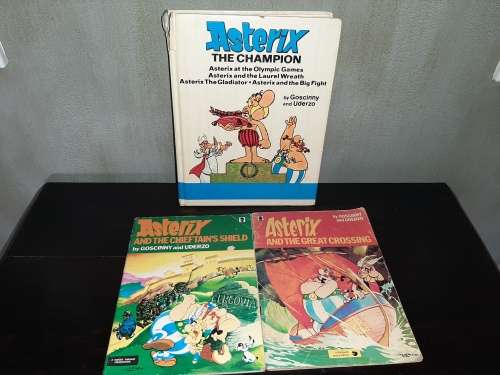 Asterix
THE CHAMPION
Asterix at the Olympic Games
Asterix and the Laurel Wreath
Asterix The Gladiator • Asterix and the Big Fight
by Goscinny
and Uderzo
Asterix
AND THE CHIEFTAIN'S SHIELD
by GOSCINNY and UDERZO
Asterix
by GOSCINNY
and UDERZO
AND THE GREAT CROSSING